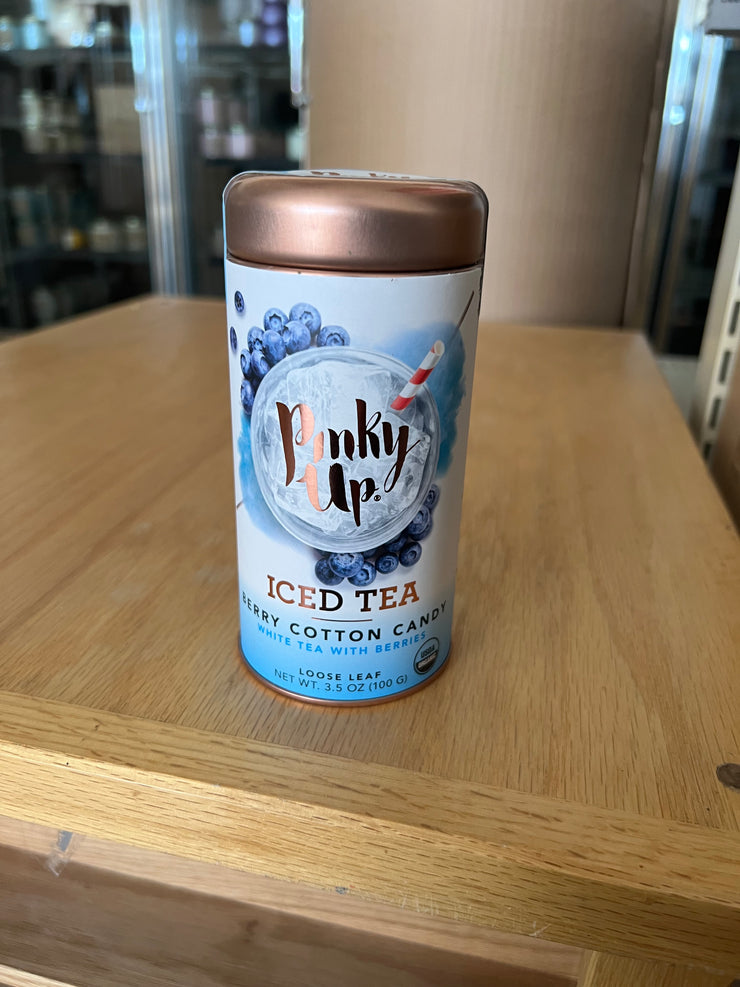 Pinky
Up®
ICED TEA
BERRY COTTON CANDY
WHITE TEA WITH BERRIES
LOOSE LEAF
NET WT. 3.5 OZ (100 G)
USDA